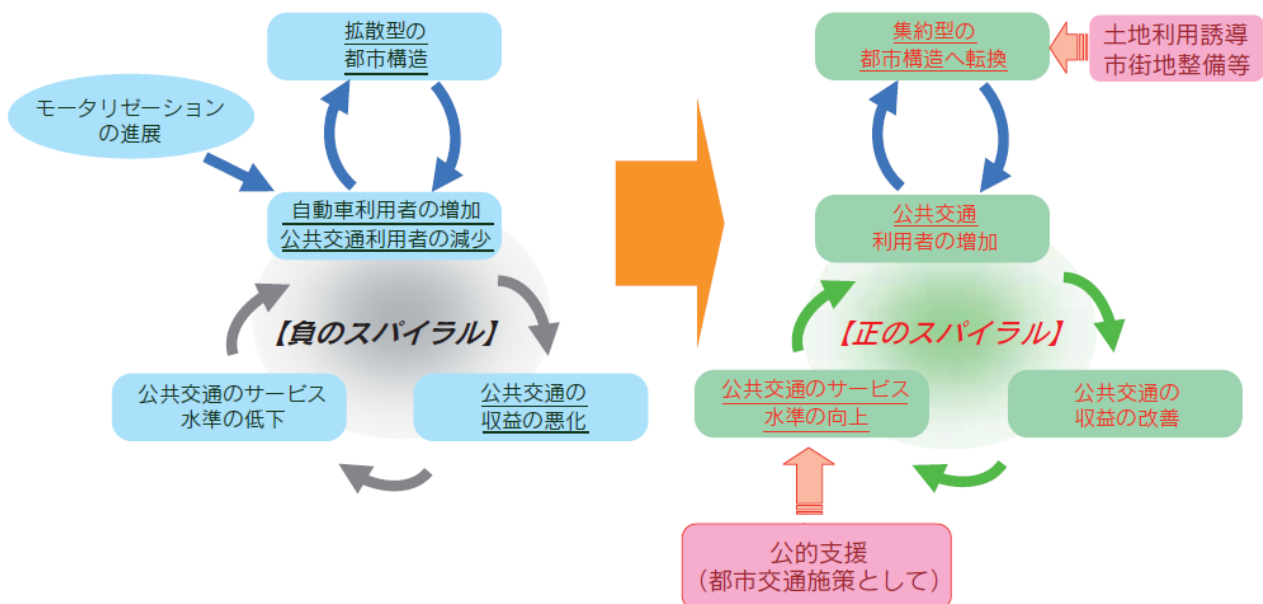 拡散型の
都市構造
モータリゼーション
の進展
自動車利用者の増加
公共交通利用者の減少
【負のスパイラル】
公共交通のサービス
水準の低下
公共交通の
収益の悪化
集約型の
都市構造へ転換
土地利用誘導
市街地整備等
公共交通
利用者の増加
【正のスパイラル】
公共交通のサービス
水準の向上
公共交通の
収益の改善
公的支援
(都市交通施策として)